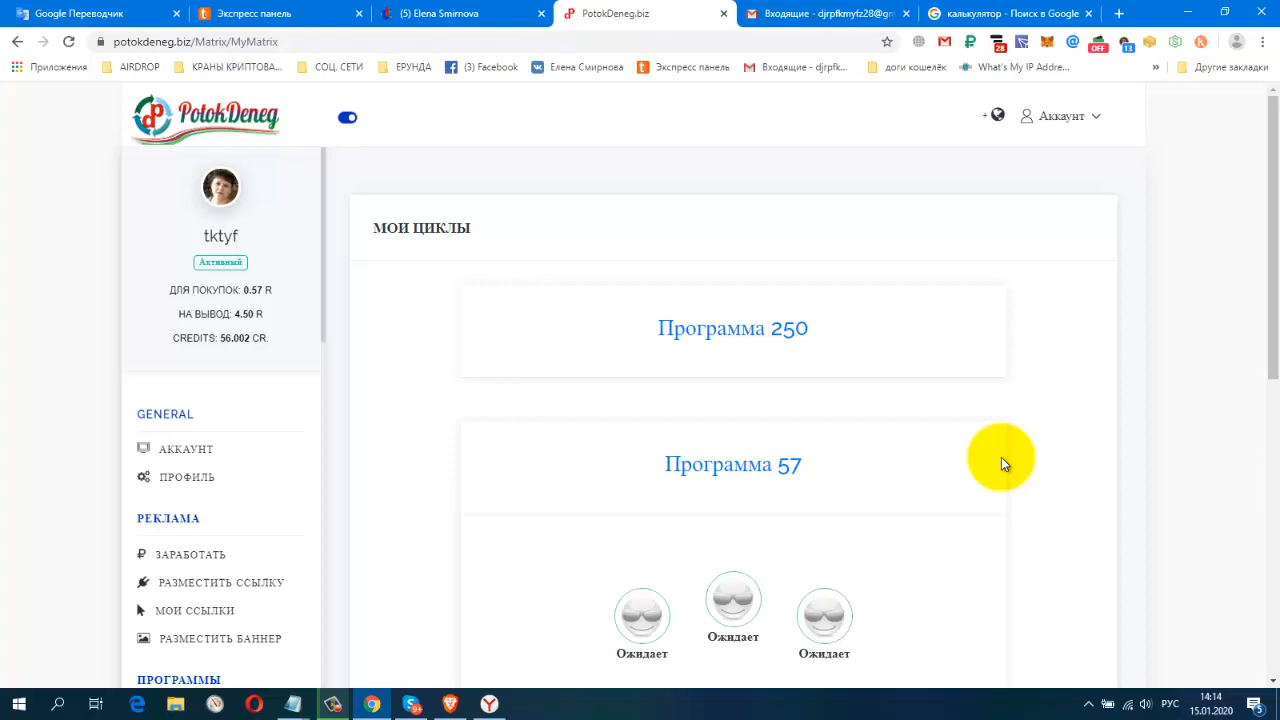 Google Переводчик
Экспресс панель
(5) Elena Smirnova
PotokDeneg.biz
Входящие - djrpfkmyfz28@gm
калькулятор - Поиск в Google
potokdeneg.biz/Matrix/MyMatrix
28
OFF
13
Приложения
AIRDROP
КРАНЫ КРИПТОВА...
СОЦ. СЕТИ
ЕРУНДА
(3) Facebook
Елена Смирнова
Экспресс панель
Входящие - djrpfk...
доги кошелёк
What's My IP Addre...
»
Другие закладки
PotokDeneg
+
Аккаунт
tktyf
Активный
ДЛЯ ПОКУПОК: 0.57 R
НА ВЫВОД: 4.50 R
CREDITS: 56.002 CR.
GENERAL
АККАУНТ
ПРОФИЛЬ
РЕКЛАМА
ЗАРАБОТАТЬ
РАЗМЕСТИТЬ ССЫЛКУ
МОИ ССЫЛКИ
РАЗМЕСТИТЬ БАННЕР
ПРОГРАММЫ
МОИ ЦИКЛЫ
Программа 250
Программа 57
Ожидает
Ожидает
Ожидает
РУС
14:14
15.01.2020
5